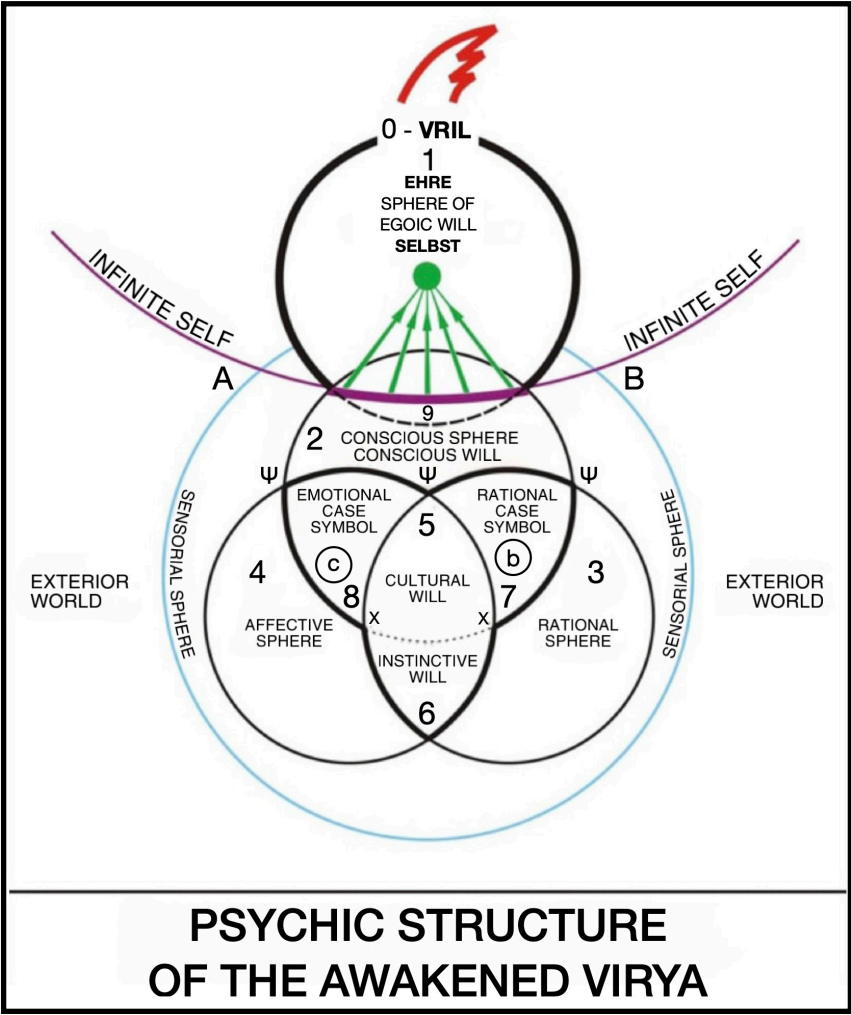 0 - VRIL
1
EHRE
SPHERE OF
EGOIC WILL
SELBST
INFINITE SELF
INFINITE SELF
A
B
9
2
CONSCIOUS SPHERE
CONSCIOUS WILL
Ψ
Ψ
Ψ
EMOTIONAL
CASE
SYMBOL
RATIONAL
CASE
SYMBOL
5
c
b
4
3
8
7
CULTURAL
WILL
SENSORIAL SPHERE
SENSORIAL SPHERE
EXTERIOR
WORLD
EXTERIOR
WORLD
x
x
AFFECTIVE
SPHERE
RATIONAL
SPHERE
INSTINCTIVE
WILL
6
PSYCHIC STRUCTURE
OF THE AWAKENED VIRYA